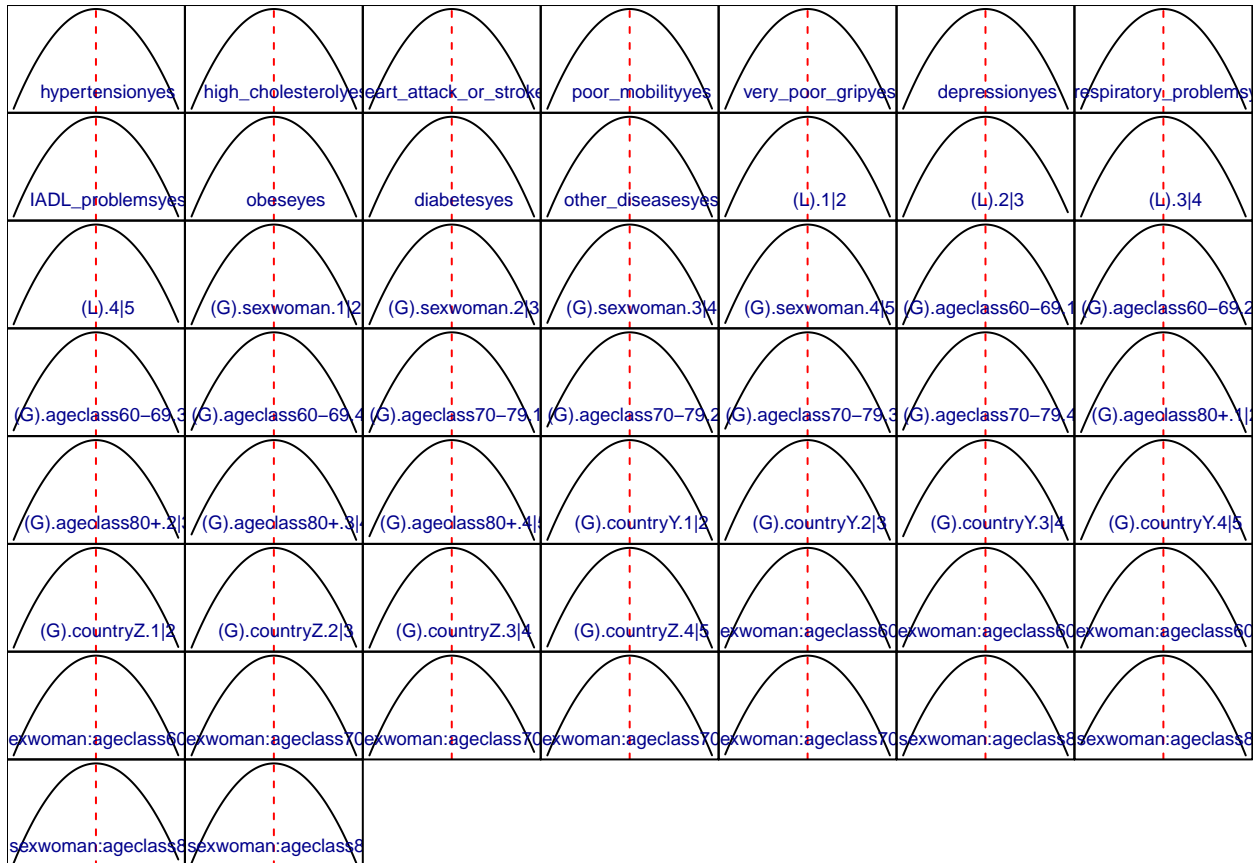 hypertensionyes
high_cholesterolyes
eart_attack_or_stroke
poor_mobilityyes
very_poor_gripyes
depressionyes
respiratory_problemsy
IADL_problemsyes
obeseyes
diabetesyes
other_diseasesyes
(L).1|2
(L).2|3
(L).3|4
(L).4|5
(G).sexwoman.1|2
(G).sexwoman.2|3
(G).sexwoman.3|4
(G).sexwoman.4|5
(G).ageclass60−69.1
(G).ageclass60−69.2
(G).ageclass60−69.3
(G).ageclass60−69.4
(G).ageclass70−79.1
(G).ageclass70−79.2
(G).ageclass70−79.3
(G).ageclass70−79.4
(G).ageclass80+.1|2
(G).ageclass80+.2|3
(G).ageclass80+.3|4
(G).ageclass80+.4|5
(G).countryY.1|2
(G).countryY.2|3
(G).countryY.3|4
(G).countryY.4|5
(G).countryZ.1|2
(G).countryZ.2|3
(G).countryZ.3|4
(G).countryZ.4|5
exwoman:ageclass60
exwoman:ageclass60
exwoman:ageclass60
exwoman:ageclass60
exwoman:ageclass70
exwoman:ageclass70
exwoman:ageclass70
exwoman:ageclass70
sexwoman:ageclass8
sexwoman:ageclass8
sexwoman:ageclass8
sexwoman:ageclass8